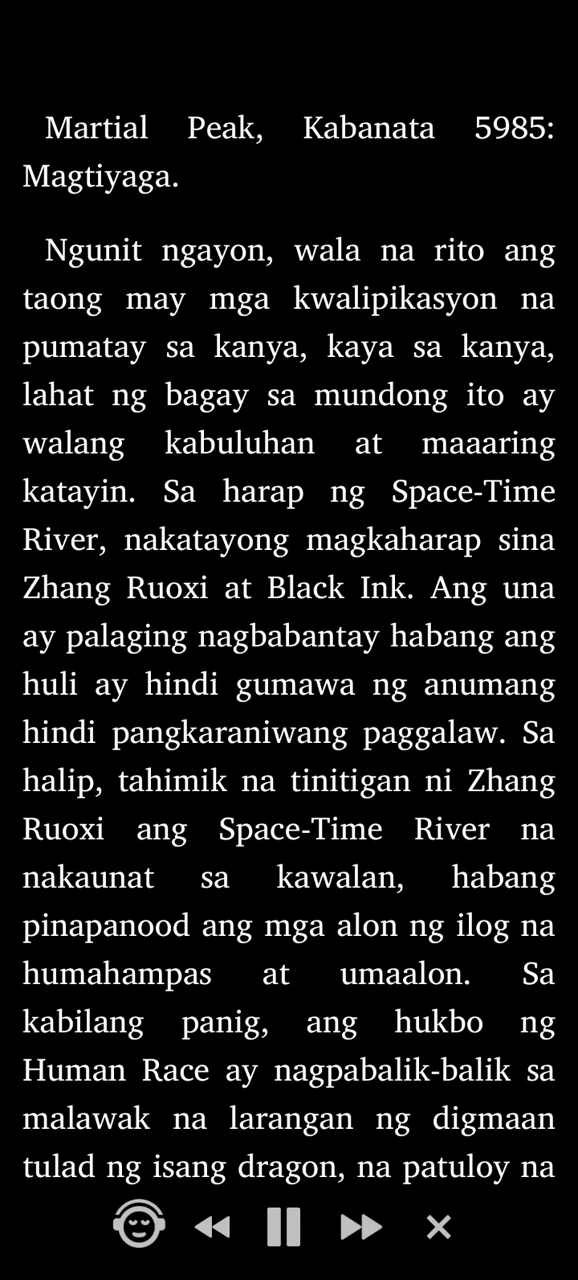 Martial Peak, Kabanata 5985:
Magtiyaga.
Ngunit ngayon, wala na rito ang
taong may mga kwalipikasyon na
pumatay sa kanya, kaya sa kanya,
lahat ng bagay sa mundong ito ay
walang kabuluhan at maaaring
katayin. Sa harap ng Space-Time
River, nakatayong magkaharap sina
Zhang Ruoxi at Black Ink. Ang una
ay palaging nagbabantay habang ang
huli ay hindi gumawa ng anumang
hindi pangkaraniwang paggalaw. Sa
halip, tahimik na tinitigan ni Zhang
Ruoxi ang Space-Time River na
nakaunat sa kawalan, habang
pinapanood ang mga alon ng ilog na
humahampas at umaalon. Sa
kabilang panig, ang hukbo ng
Human Race ay nagpabalik-balik sa
malawak na larangan ng digmaan
tulad ng isang dragon, na patuloy na